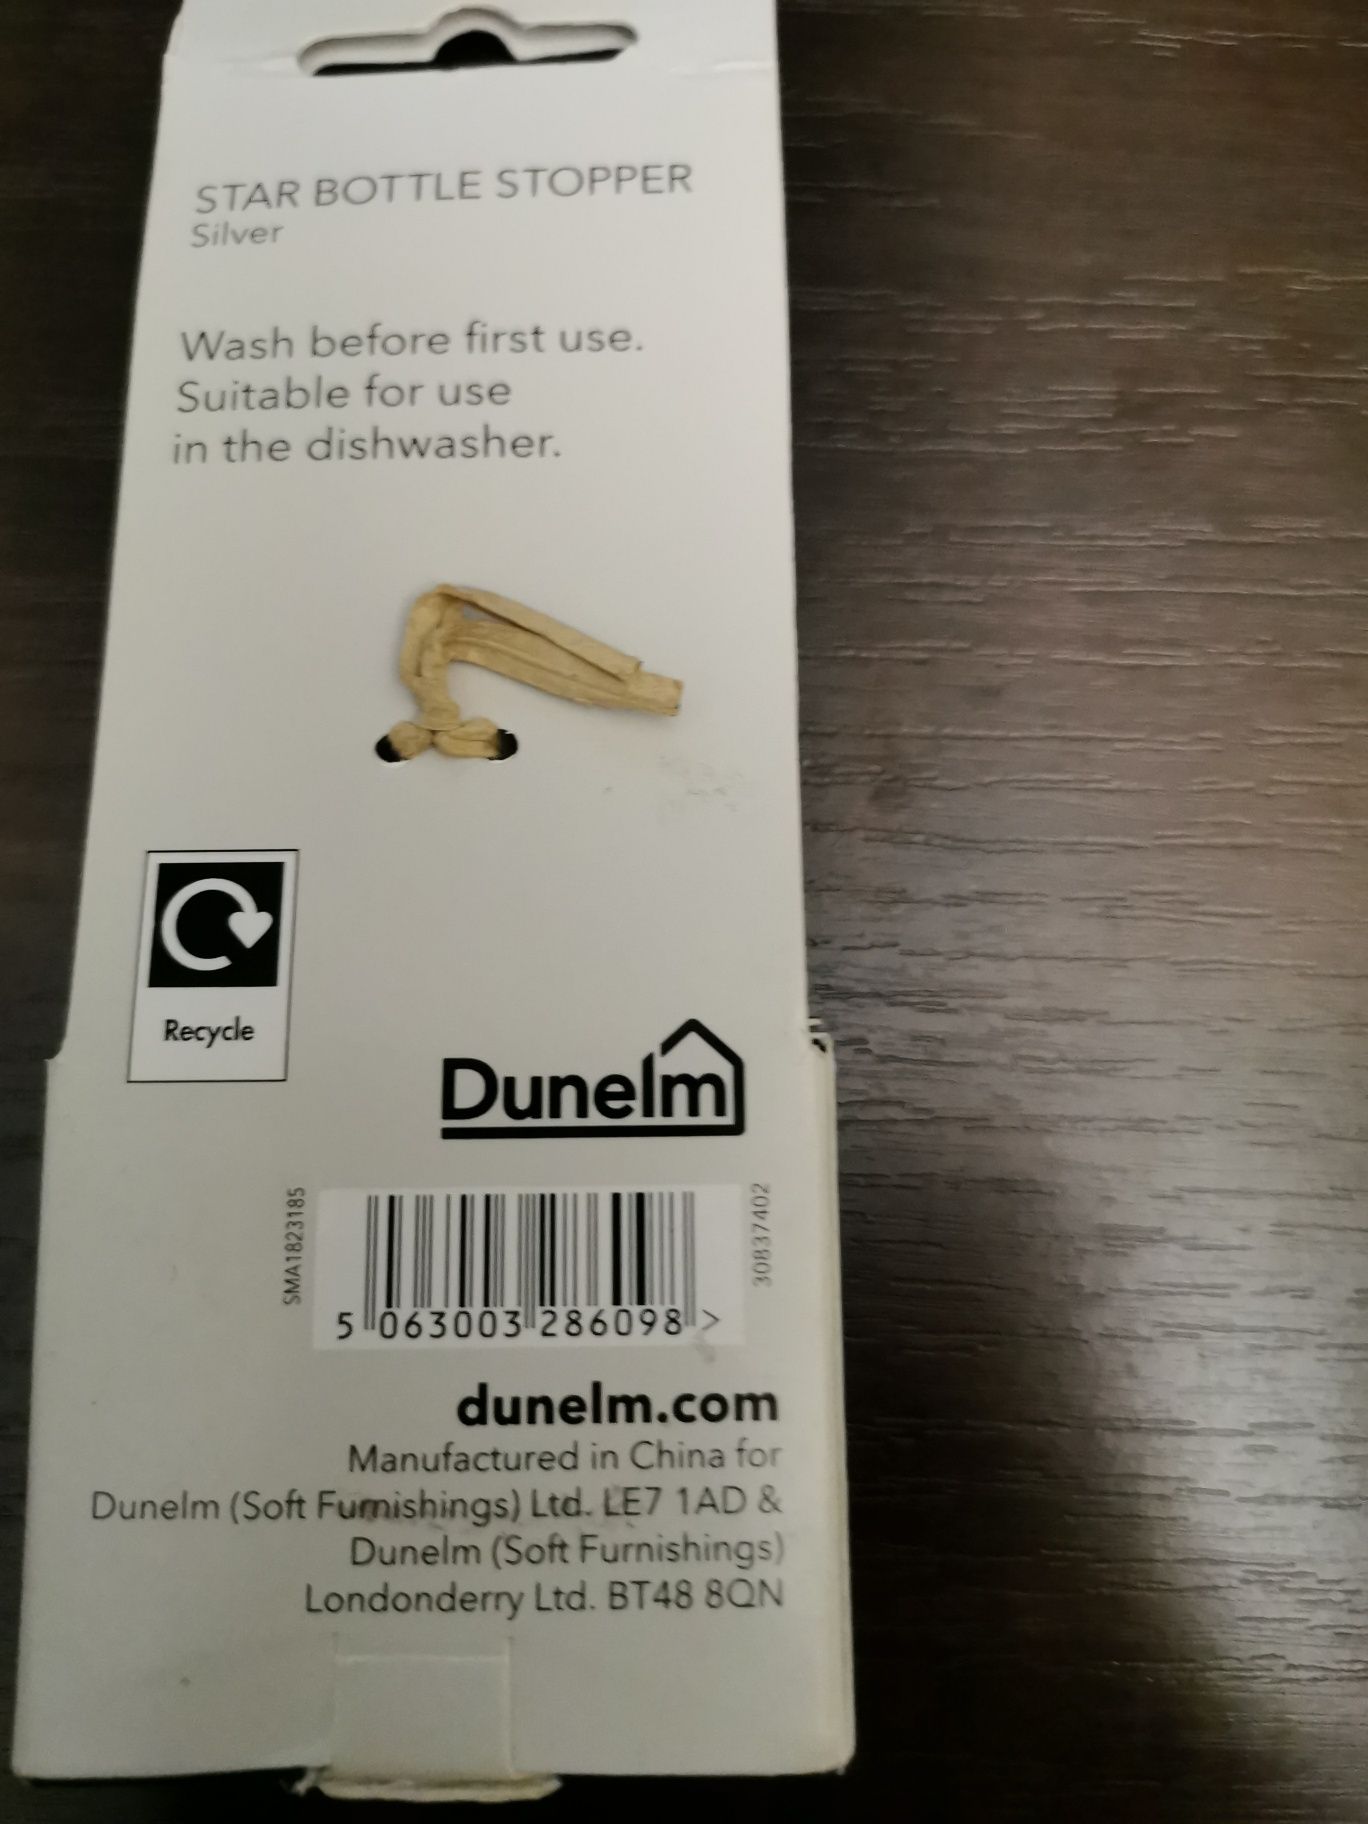 STAR BOTTLE STOPPER
Silver
Wash before first use.
Suitable for use
in the dishwasher.
Recycle
Dunelm
SMA1823185
30837402
5 063003 286098 >
dunelm.com
Manufactured in China for
Dunelm (Soft Furnishings) Ltd. LE7 1AD &
Dunelm (Soft Furnishings)
Londonderry Ltd. BT48 8QN